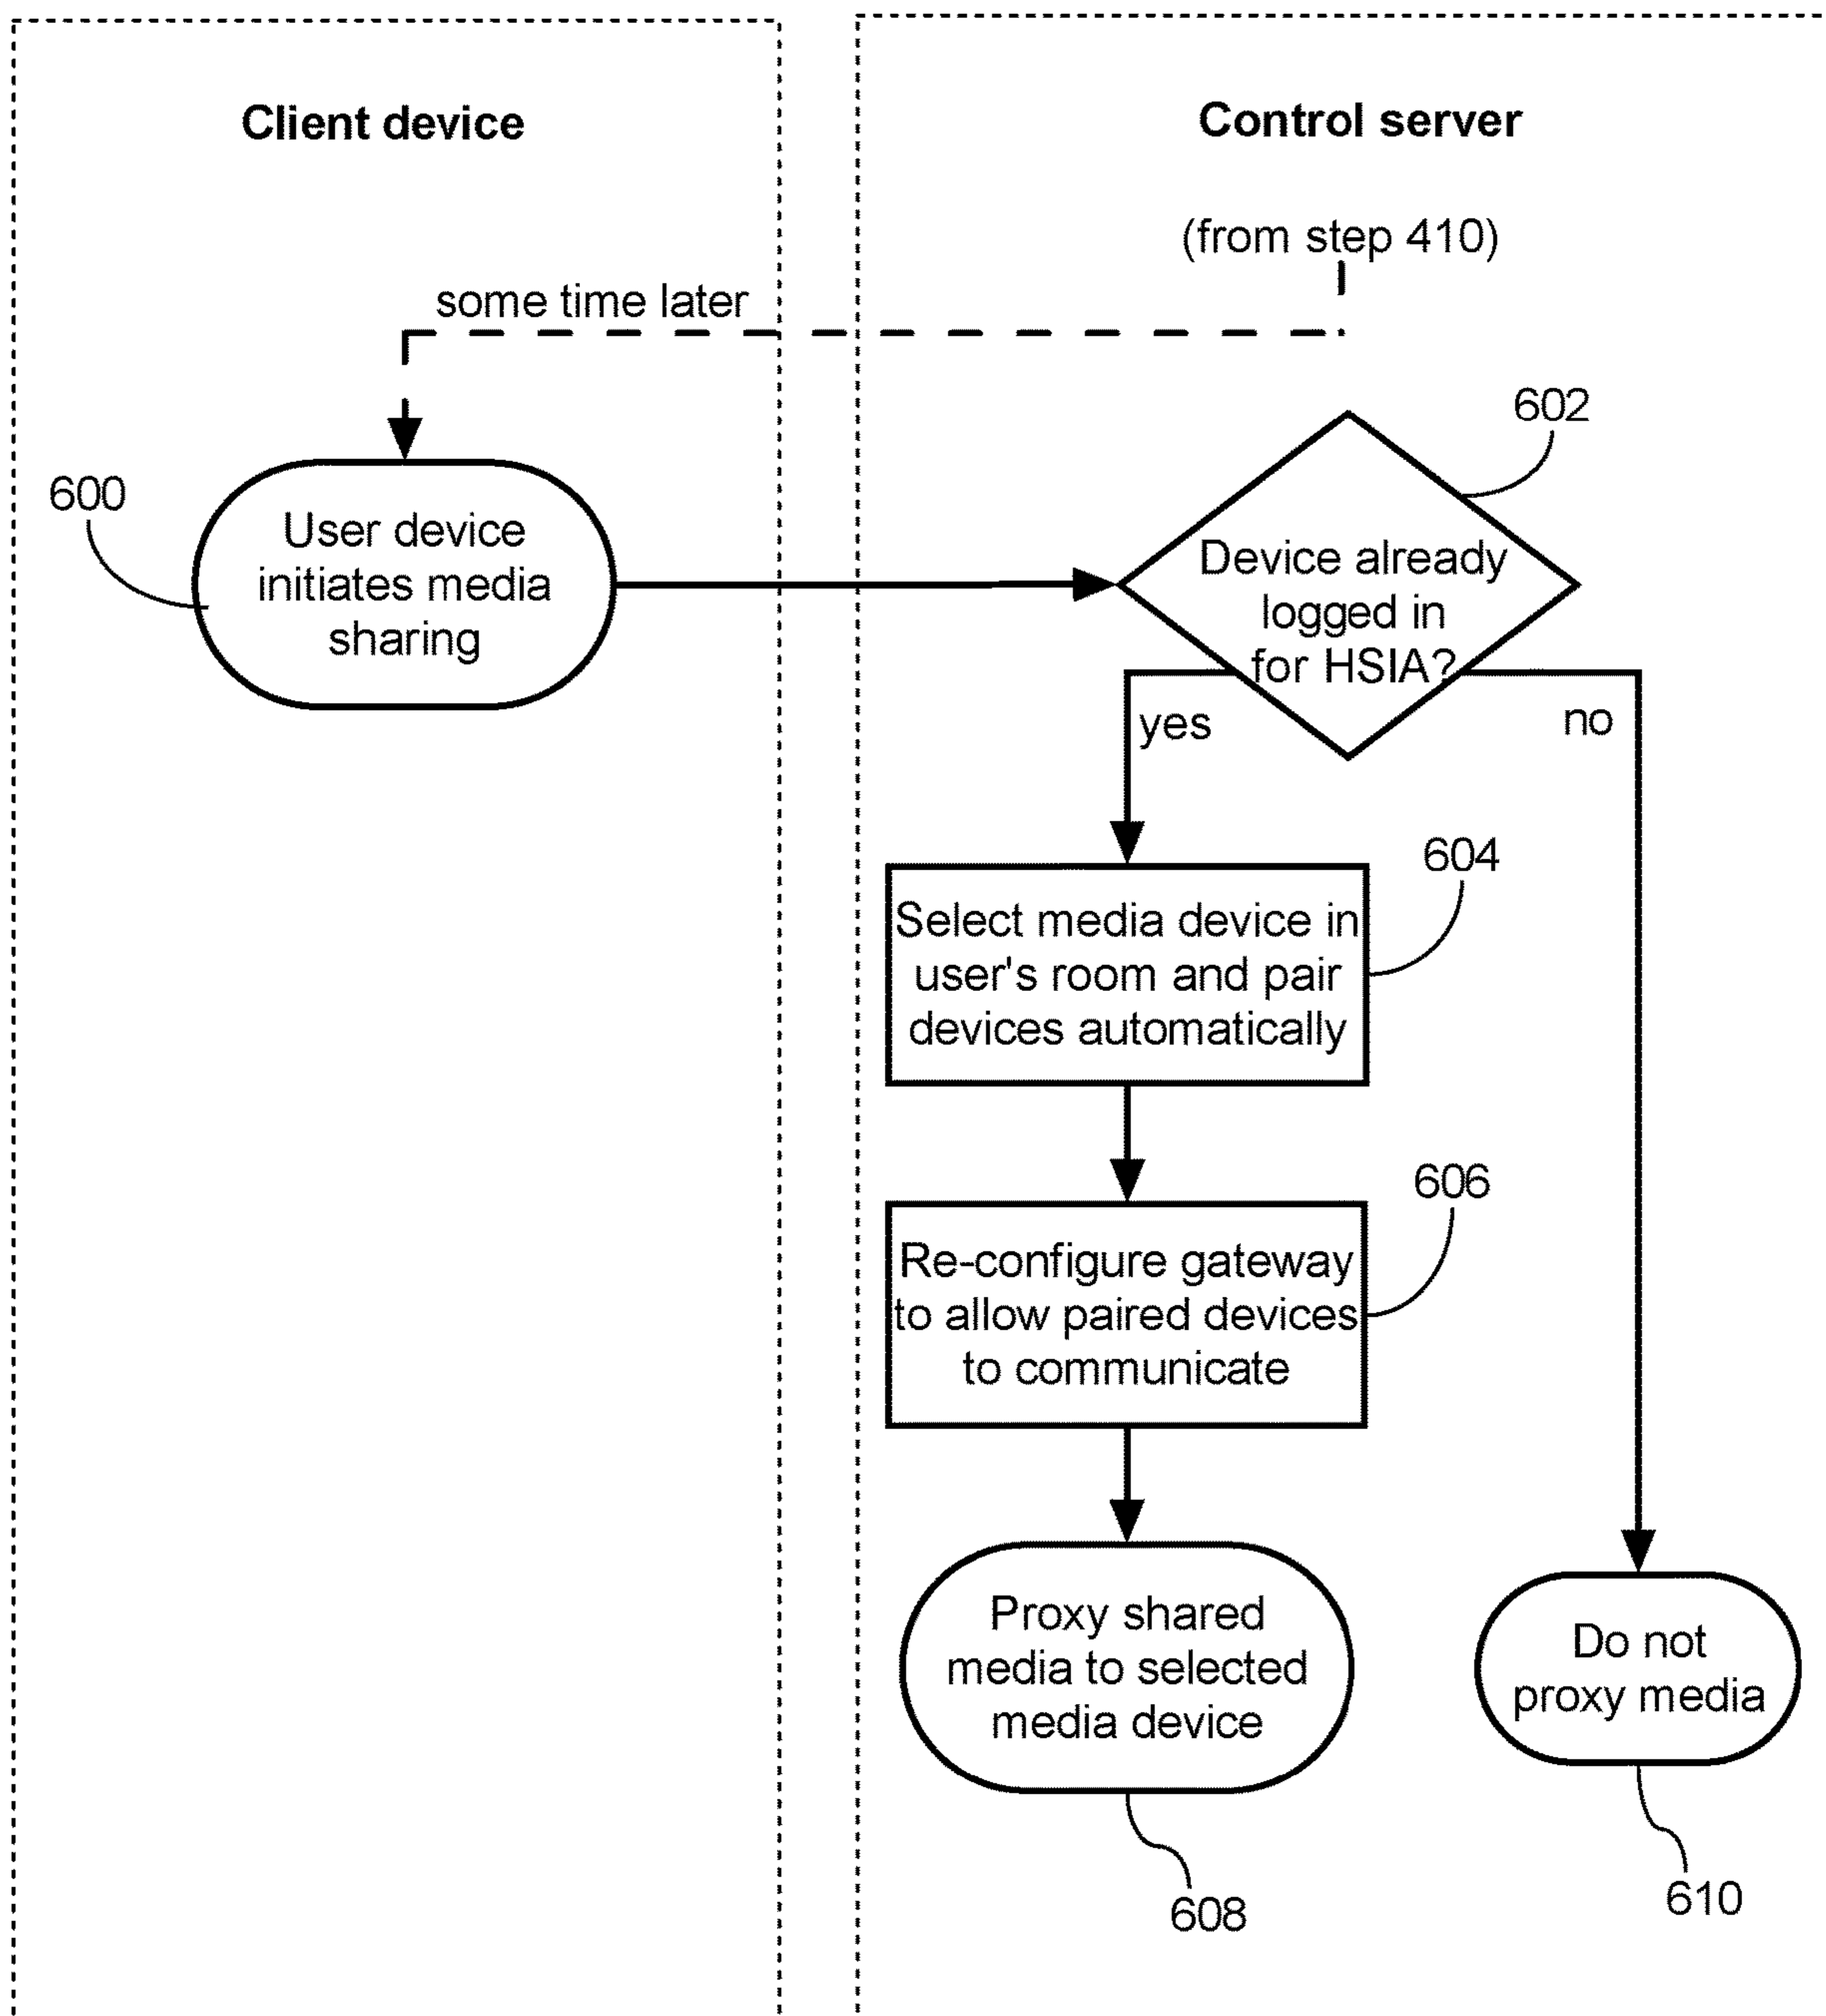 Client device
Control server
(from step 410)
some time later
602
600
User device
initiates media
sharing
Device already
logged in
for HSIA?
yes
no
604
Select media device in
user's room and pair
devices automatically
606
Re-configure gateway
to allow paired devices
to communicate
Proxy shared
media to selected
media device
Do not
proxy media
608
610